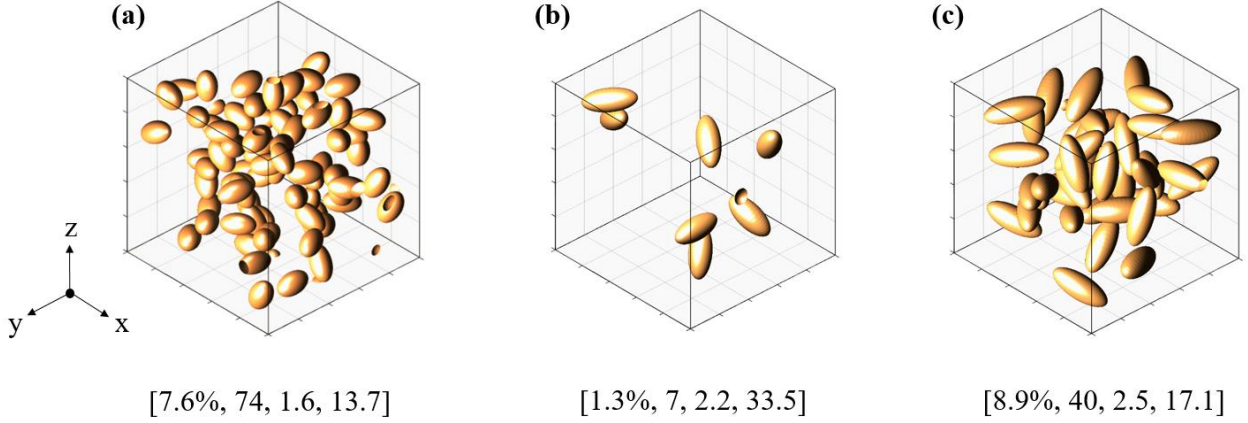 (a)
(b)
(c)
z
y
x
[7.6%, 74, 1.6, 13.7]
[1.3%, 7, 2.2, 33.5]
[8.9%, 40, 2.5, 17.1]